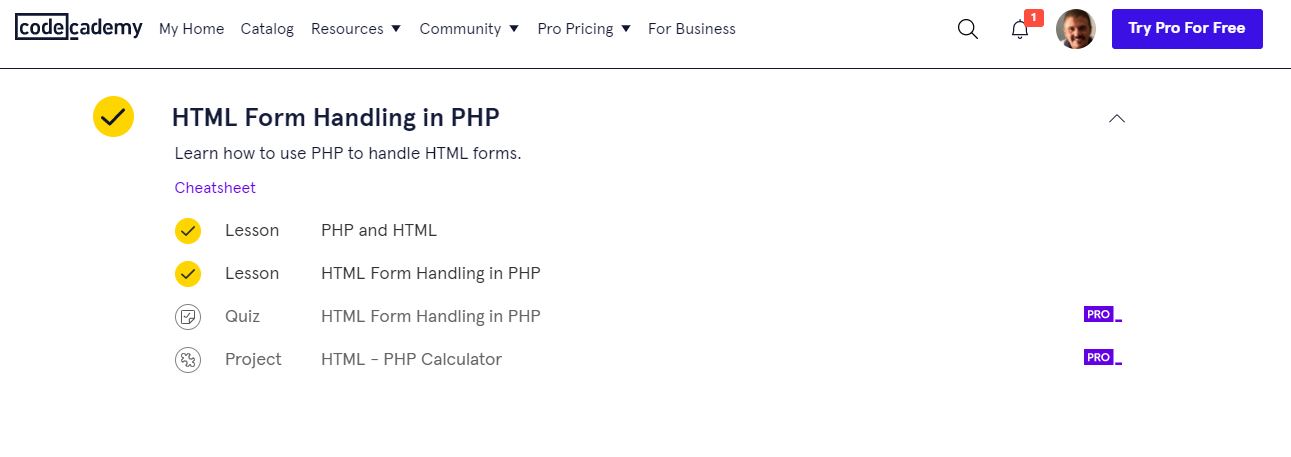 codecademy My Home Catalog Resources Community Pro Pricing For Business 1 Try Pro For Free
HTML Form Handling in PHP
Learn how to use PHP to handle HTML forms.
Cheatsheet
Lesson PHP and HTML
Lesson HTML Form Handling in PHP
Quiz HTML Form Handling in PHP PRO
Project HTML - PHP Calculator PRO